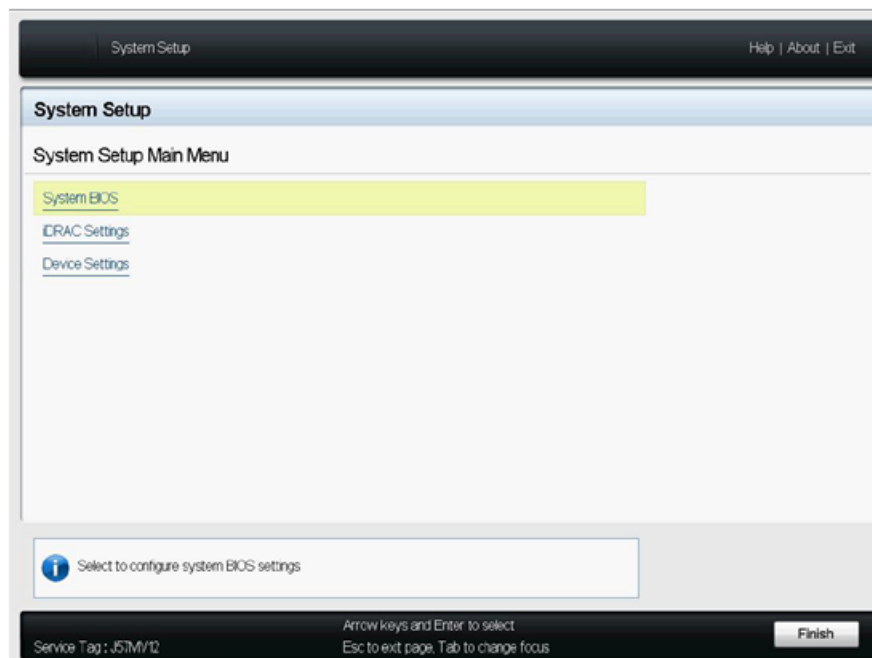 System Setup
Help | About | Exit
System Setup
System Setup Main Menu
System BIOS
iDRAC Settings
Device Settings
Select to configure system BIOS settings
Arrow keys and Enter to select
Service Tag : J57MV12
Esc to exit page, Tab to change focus
Finish